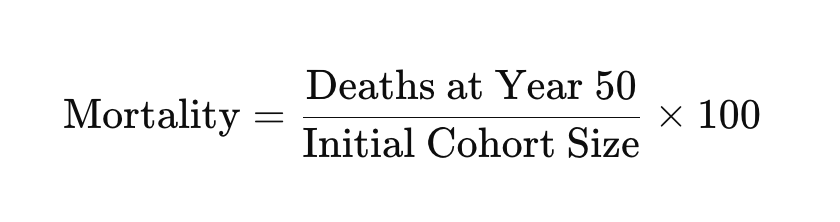 Mortality = Deaths at Year 50 / Initial Cohort Size × 100